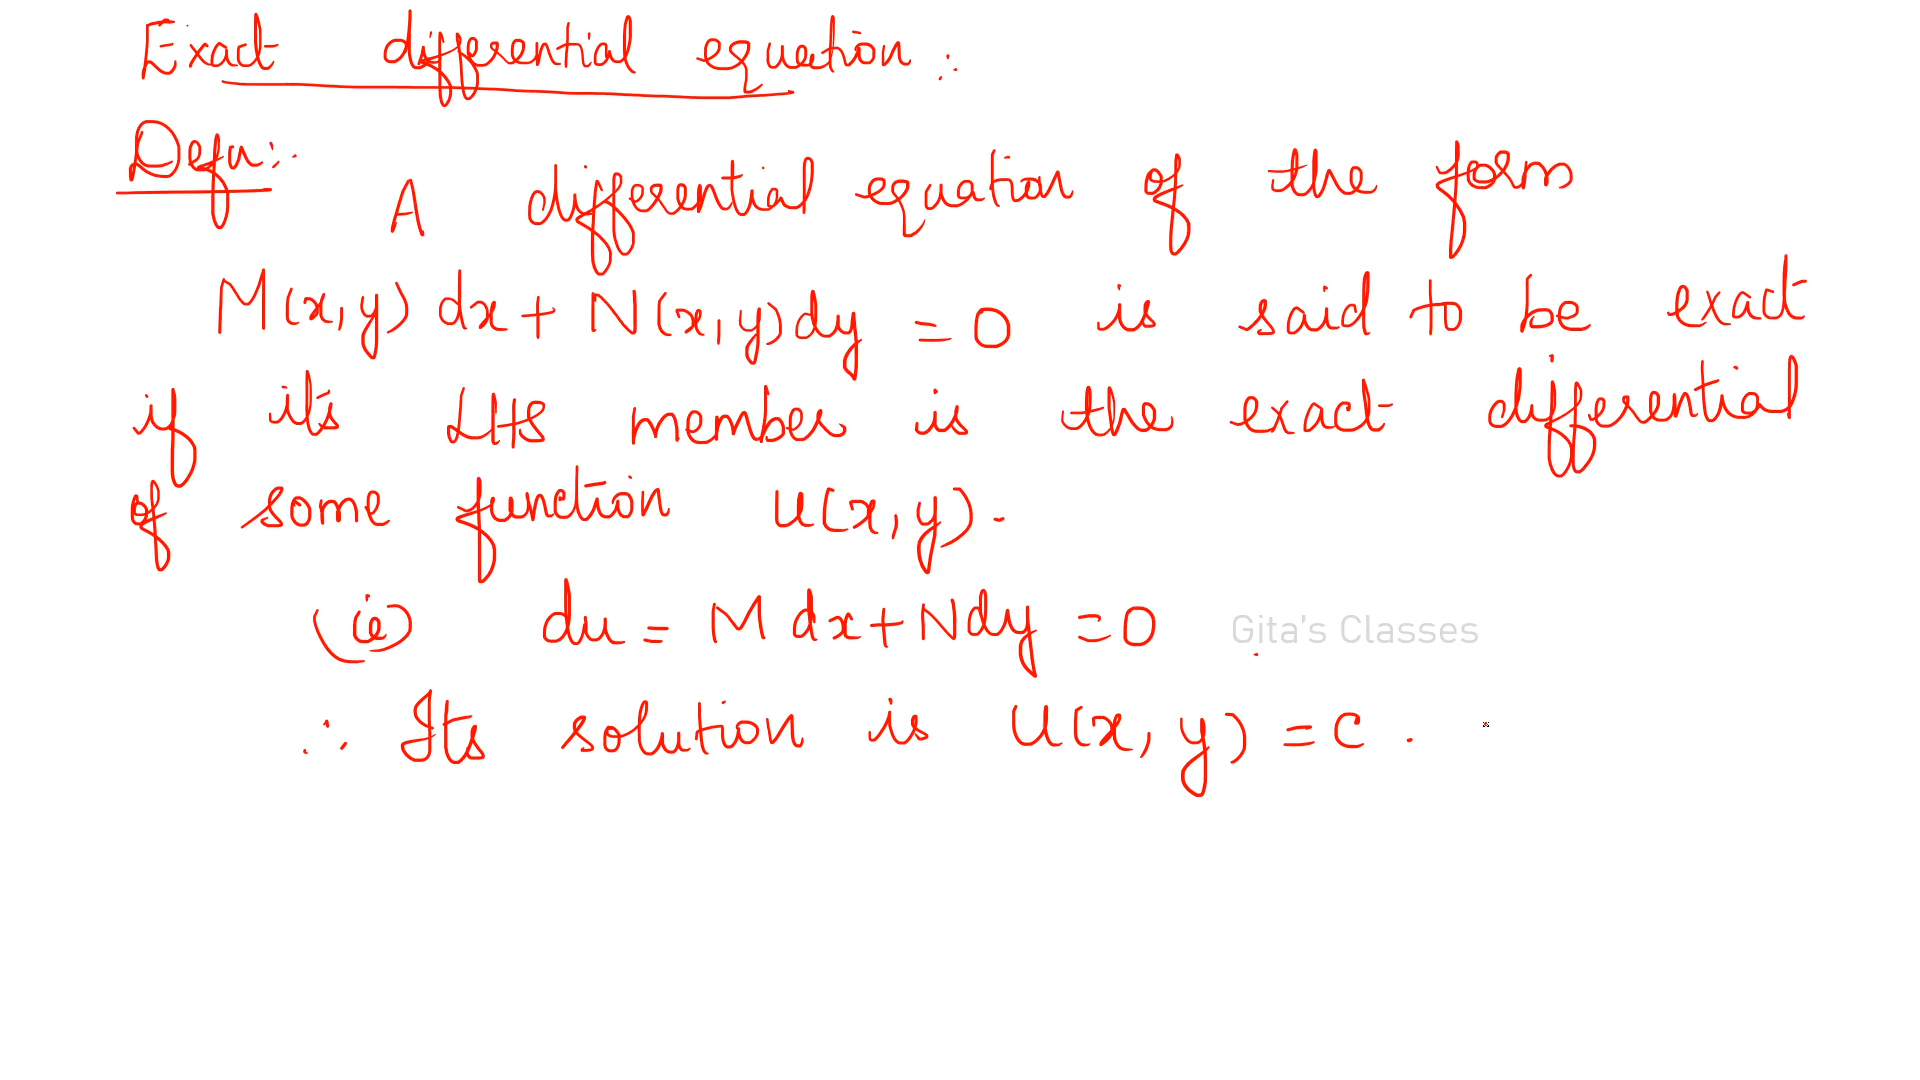 Exact differential equation :
Defn:-
A differential equation of the form
M(x,y) dx + N(x,y)dy = 0 is said to be exact
if it's LHS member is the exact differential
of some function u(x,y).
(ie) du = M dx + N dy = 0
Gita's Classes
∴ Its solution is u(x,y) = c.